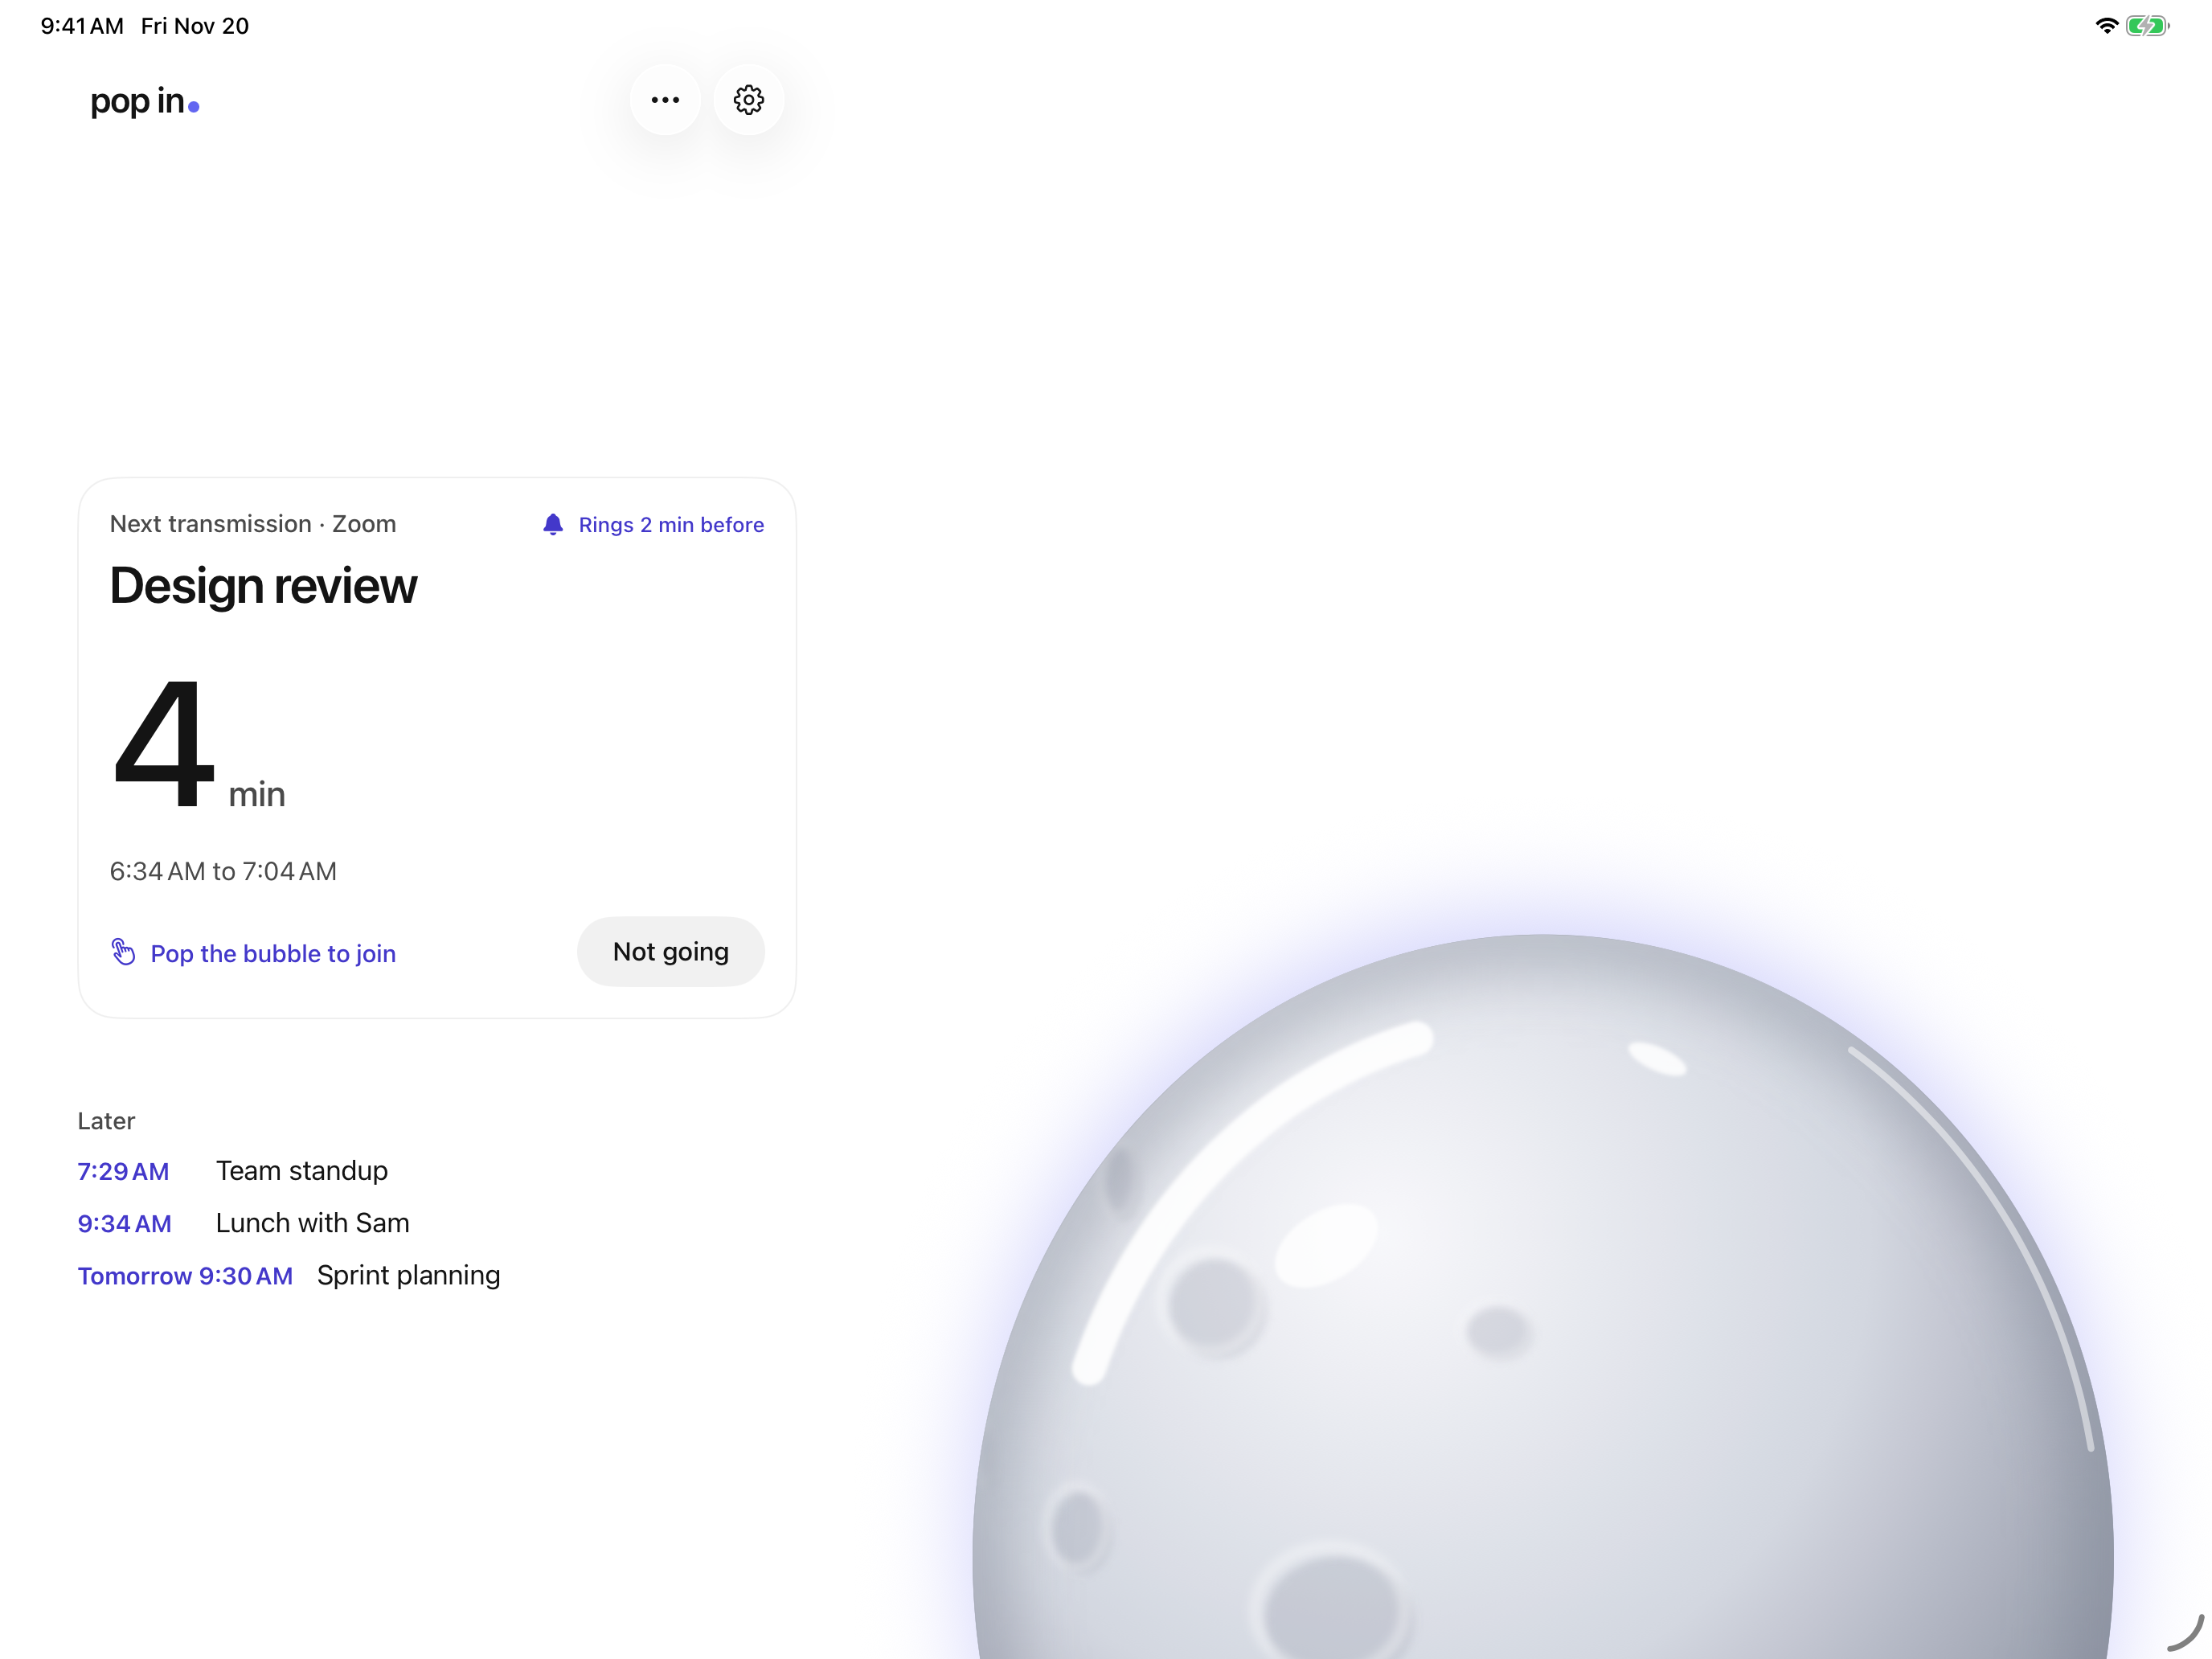 9:41 AM Fri Nov 20
pop in
Next transmission · Zoom
Rings 2 min before
Design review
4 min
6:34 AM to 7:04 AM
Pop the bubble to join
Not going
Later
7:29 AM Team standup
9:34 AM Lunch with Sam
Tomorrow 9:30 AM Sprint planning